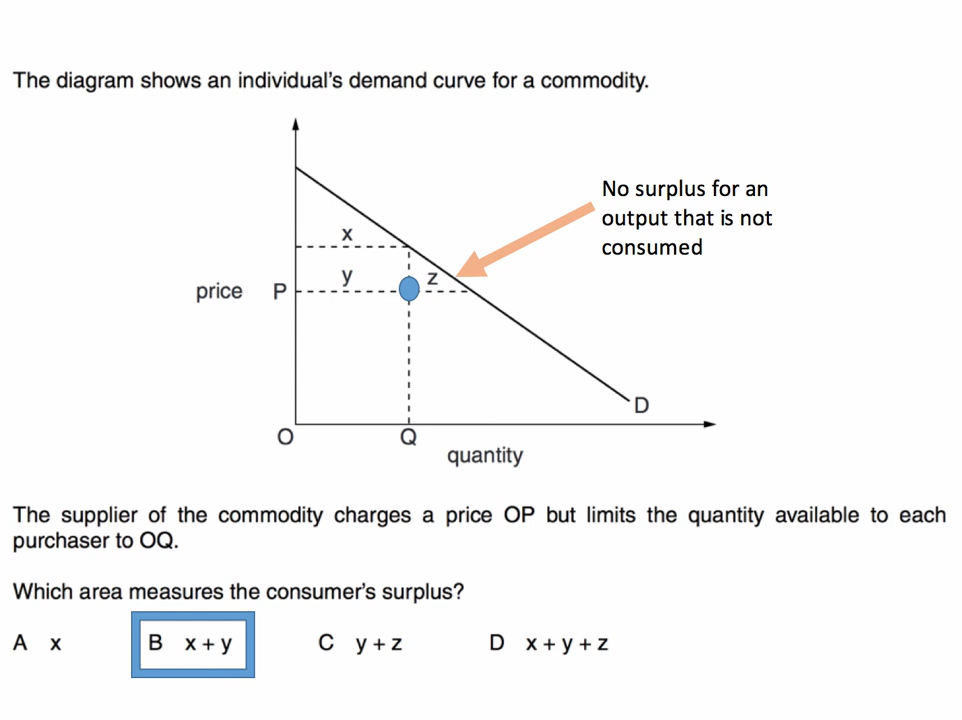 The diagram shows an individual's demand curve for a commodity.
No surplus for an
output that is not
consumed
x
y
z
price P
D
O
Q
quantity
The supplier of the commodity charges a price OP but limits the quantity available to each
purchaser to OQ.
Which area measures the consumer's surplus?
A x B x + y C y + z D x + y + z